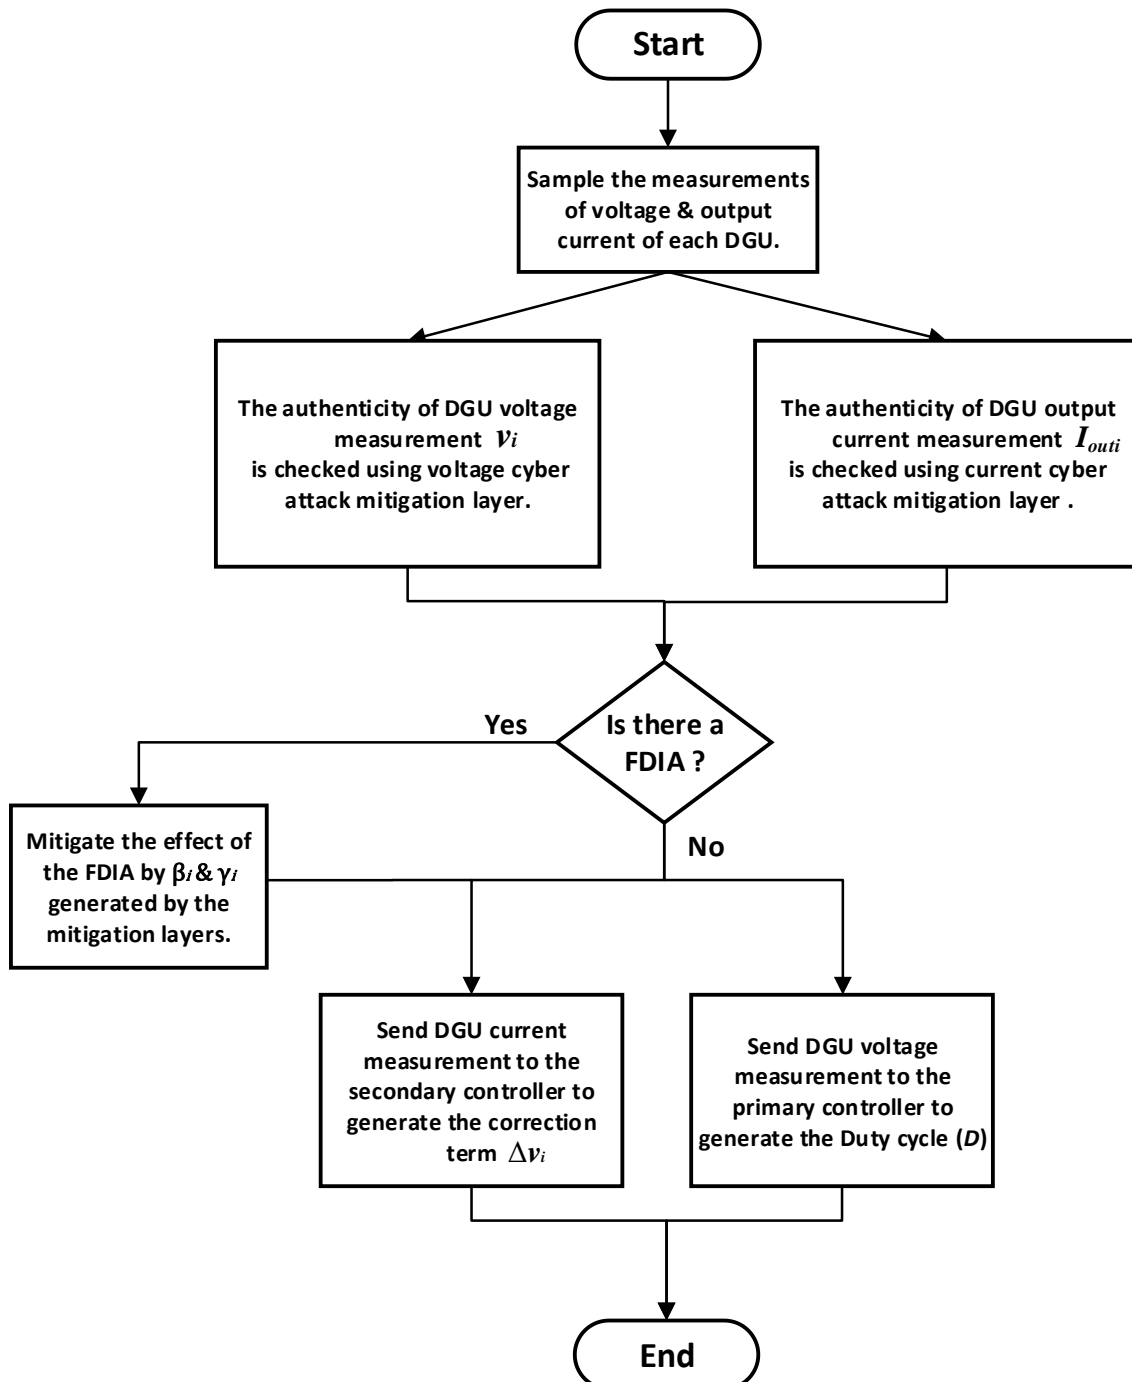 Start
Sample the measurements
of voltage & output
current of each DGU.
The authenticity of DGU voltage
measurement vi
is checked using voltage cyber
attack mitigation layer.
The authenticity of DGU output
current measurement Iouti
is checked using current cyber
attack mitigation layer .
Is there a
FDIA ?
Yes
No
Mitigate the effect of
the FDIA by βi & γi
generated by the
mitigation layers.
Send DGU current
measurement to the
secondary controller to
generate the correction
term Δvi
Send DGU voltage
measurement to the
primary controller to
generate the Duty cycle (D)
End